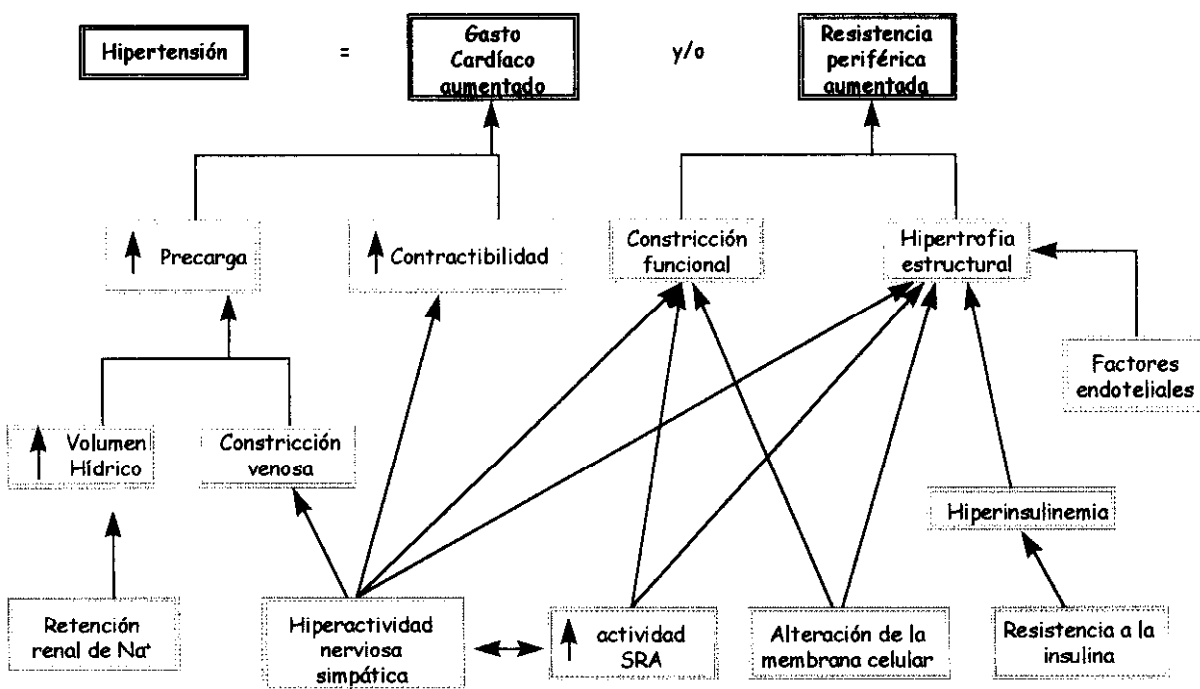 Hipertensión
=
Gasto
Cardíaco
aumentado
y/o
Resistencia
periférica
aumentada
Precarga
Contractibilidad
Constricción
funcional
Hipertrofia
estructural
Factores
endoteliales
Volumen
Hídrico
Constricción
venosa
Hiperinsulinemia
Retención
renal de Na⁺
Hiperactividad
nerviosa
simpática
actividad
SRA
Alteración de la
membrana celular
Resistencia a la
insulina